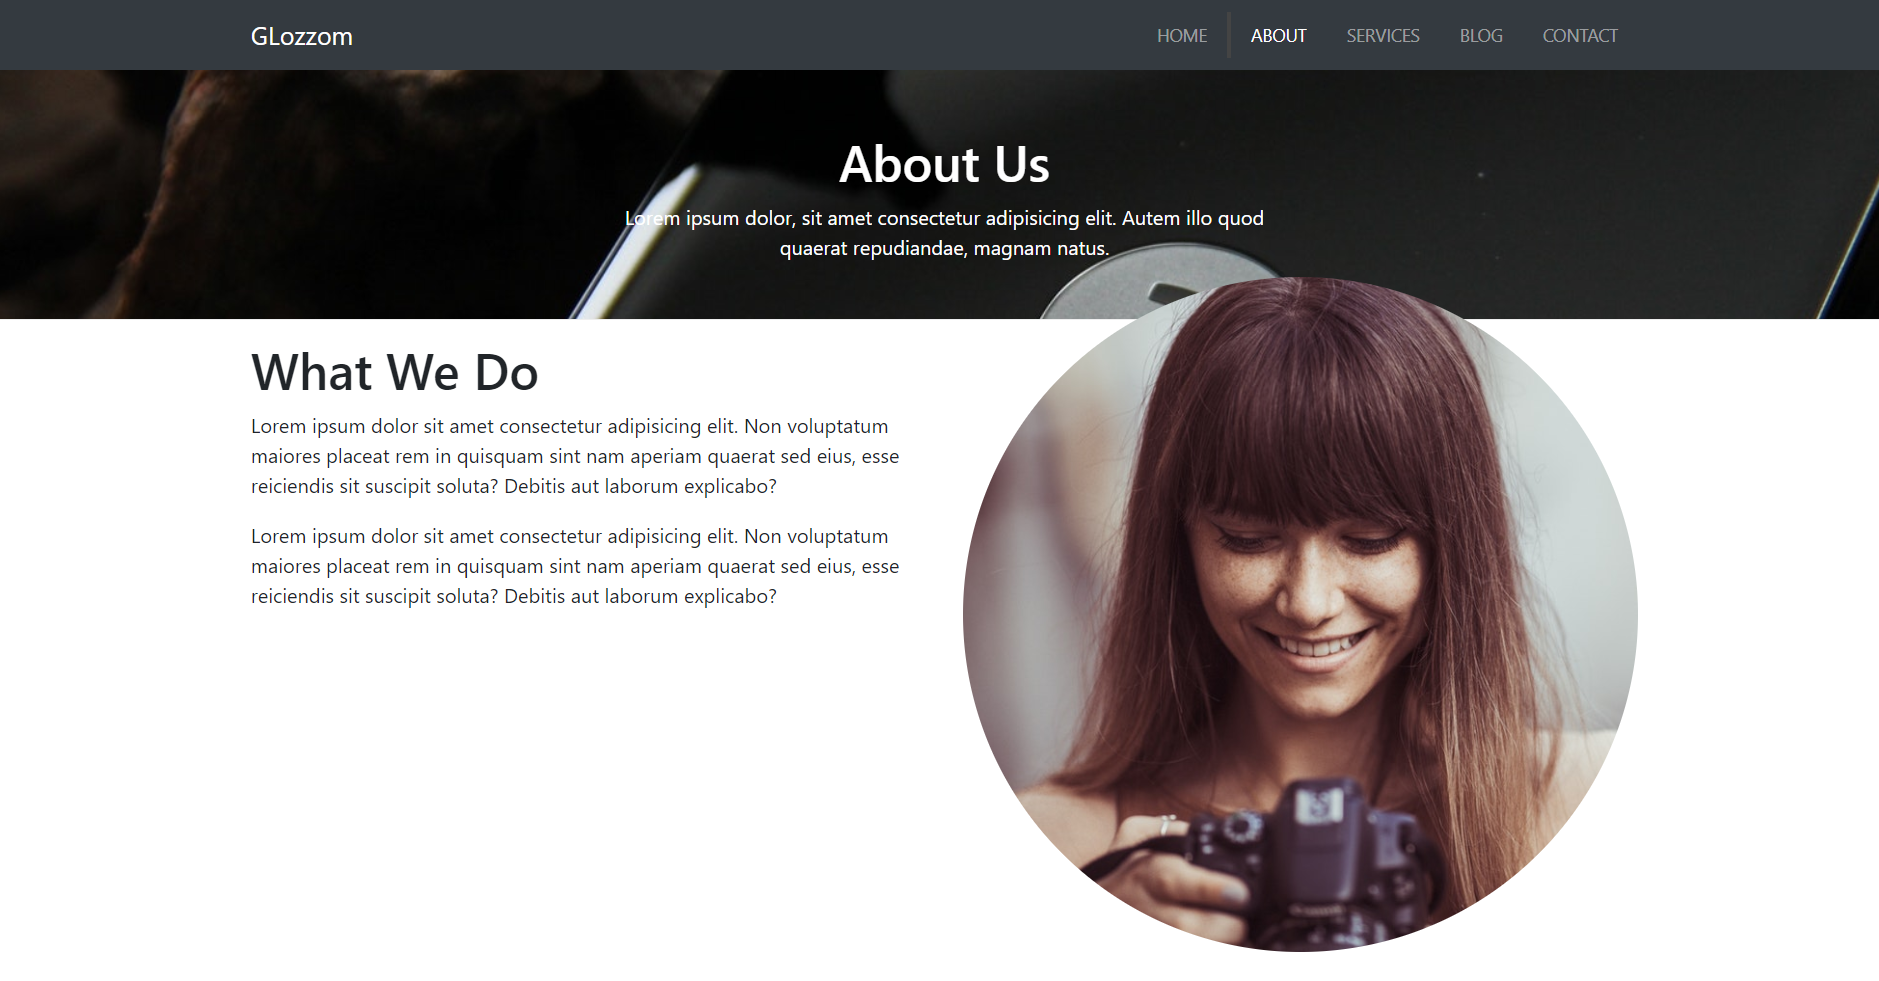 GLozzom
HOME ABOUT SERVICES BLOG CONTACT
About Us
Lorem ipsum dolor, sit amet consectetur adipisicing elit. Autem illo quod
quaerat repudiandae, magnam natus.
What We Do
Lorem ipsum dolor sit amet consectetur adipisicing elit. Non voluptatum
maiores placeat rem in quisquam sint nam aperiam quaerat sed eius, esse
reiciendis sit suscipit soluta? Debitis aut laborum explicabo?
Lorem ipsum dolor sit amet consectetur adipisicing elit. Non voluptatum
maiores placeat rem in quisquam sint nam aperiam quaerat sed eius, esse
reiciendis sit suscipit soluta? Debitis aut laborum explicabo?